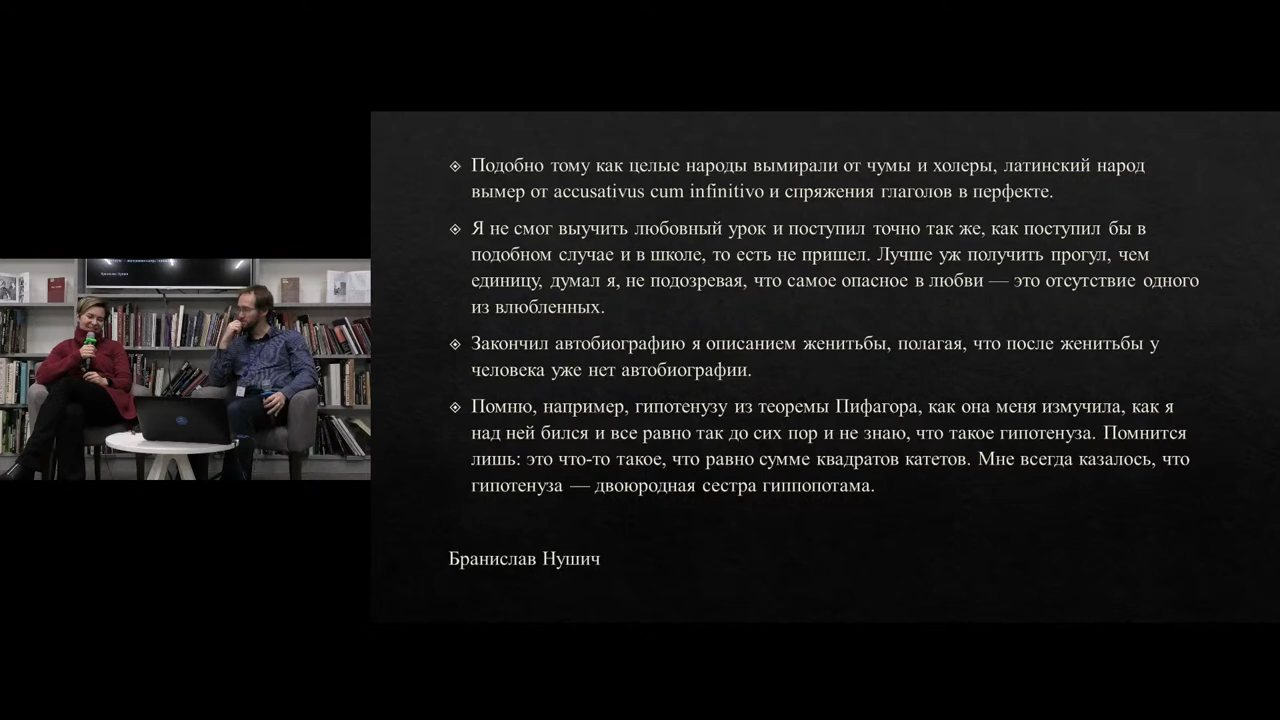 Подобно тому как целые народы вымирали от чумы и холеры, латинский народ
вымер от accusativus cum infinitivo и спряжения глаголов в перфекте.
Я не смог выучить любовный урок и поступил точно так же, как поступил бы в
подобном случае и в школе, то есть не пришел. Лучше уж получить прогул, чем
единицу, думал я, не подозревая, что самое опасное в любви — это отсутствие одного
из влюбленных.
Закончил автобиографию я описанием женитьбы, полагая, что после женитьбы у
человека уже нет автобиографии.
Помню, например, гипотенузу из теоремы Пифагора, как она меня измучила, как я
над ней бился и все равно так до сих пор и не знаю, что такое гипотенуза. Помнится
лишь: это что-то такое, что равно сумме квадратов катетов. Мне всегда казалось, что
гипотенуза — двоюродная сестра гиппопотама.
Бранислав Нушич